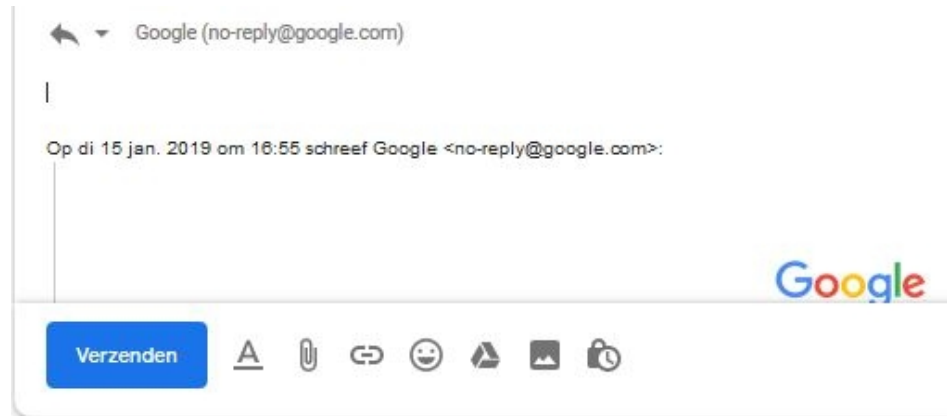 Google (no-reply@google.com)
Op di 15 jan. 2019 om 16:55 schreef Google <no-reply@google.com>:
Google
Verzenden
A